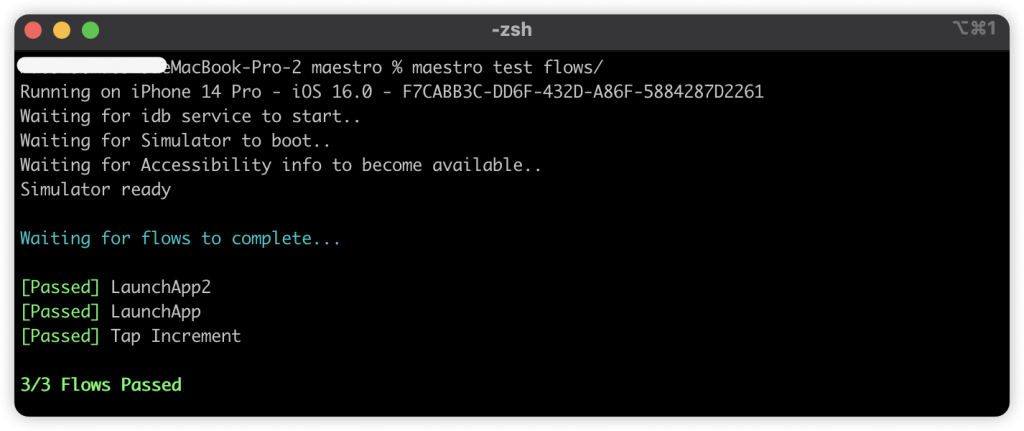 -zsh
⌥⌘1
eMacBook-Pro-2 maestro % maestro test flows/
Running on iPhone 14 Pro - iOS 16.0 - F7CABB3C-DD6F-432D-A86F-5884287D2261
Waiting for idb service to start..
Waiting for Simulator to boot..
Waiting for Accessibility info to become available..
Simulator ready
Waiting for flows to complete...
[Passed] LaunchApp2
[Passed] LaunchApp
[Passed] Tap Increment
3/3 Flows Passed